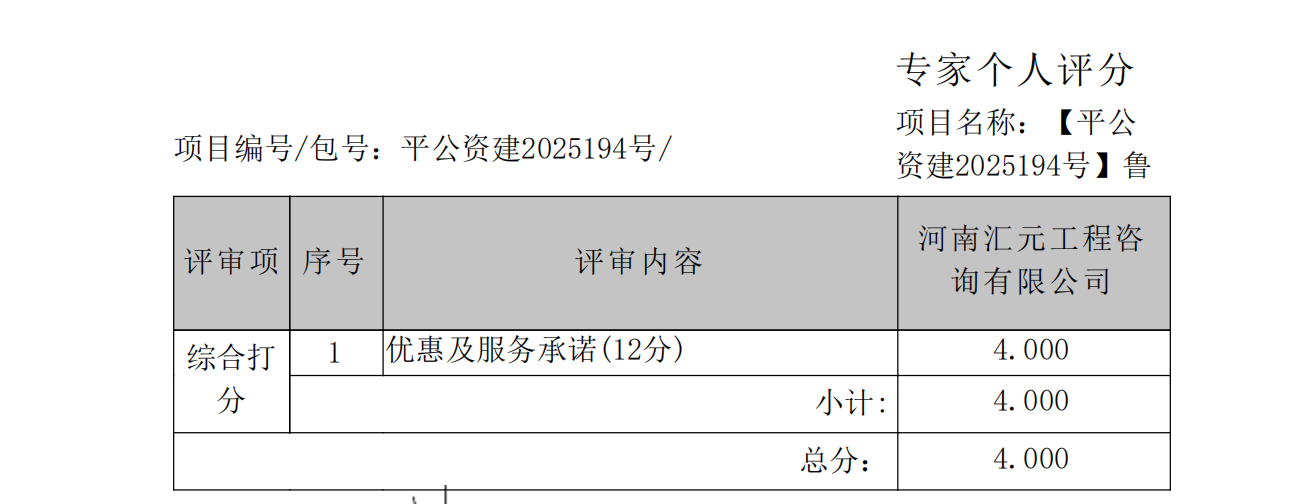 专家个人评分
项目编号/包号：平公资建2025194号/
项目名称：【平公
资建2025194号】鲁
评审项 序号 评审内容 河南汇元工程咨
询有限公司
综合打
分
1 优惠及服务承诺(12分) 4.000
小计: 4.000
总分： 4.000